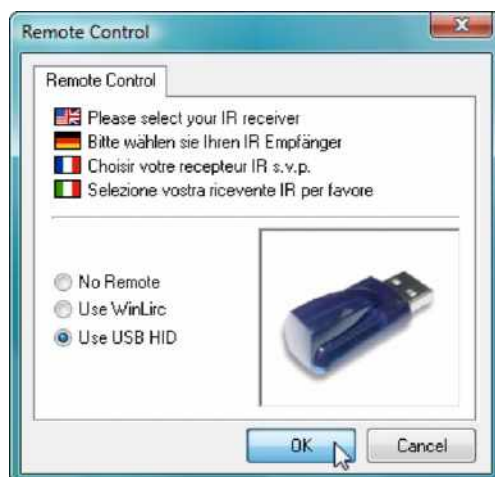 Remote Control
Remote Control
Please select your IR receiver
Bitte wählen sie Ihren IR Empfänger
Choisir votre recepteur IR s.v.p.
Selezione vostra ricevente IR per favore
No Remote
Use WinLirc
Use USB HID
OK
Cancel